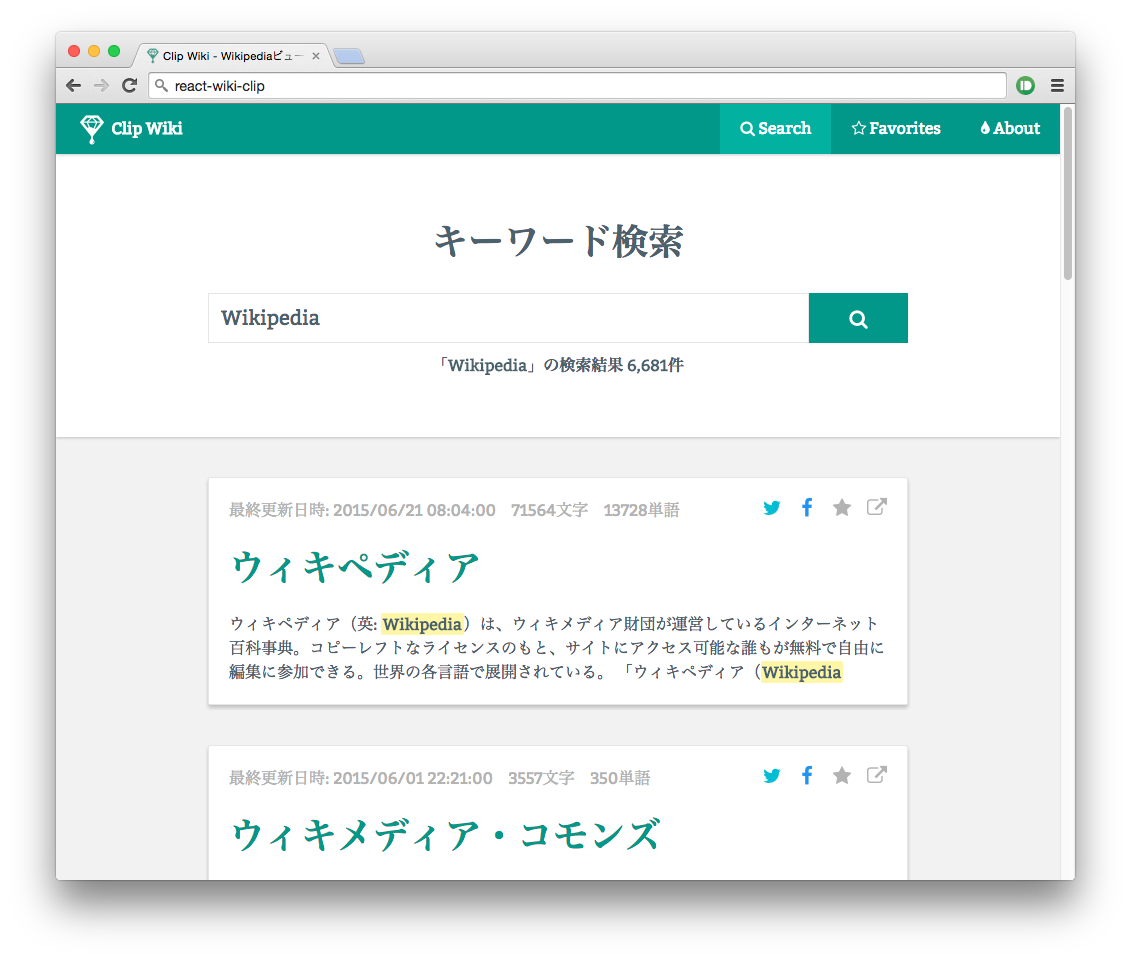 Clip Wiki - Wikipediaビュー
react-wiki-clip
Clip Wiki
Search
Favorites
About
キーワード検索
Wikipedia
「Wikipedia」の検索結果 6,681件
最終更新日時: 2015/06/21 08:04:00 71564文字 13728単語
ウィキペディア
ウィキペディア（英: Wikipedia）は、ウィキメディア財団が運営しているインターネット
百科事典。コピーレフトなライセンスのもと、サイトにアクセス可能な誰もが無料で自由に
編集に参加できる。世界の各言語で展開されている。 「ウィキペディア（Wikipedia
最終更新日時: 2015/06/01 22:21:00 3557文字 350単語
ウィキメディア・コモンズ